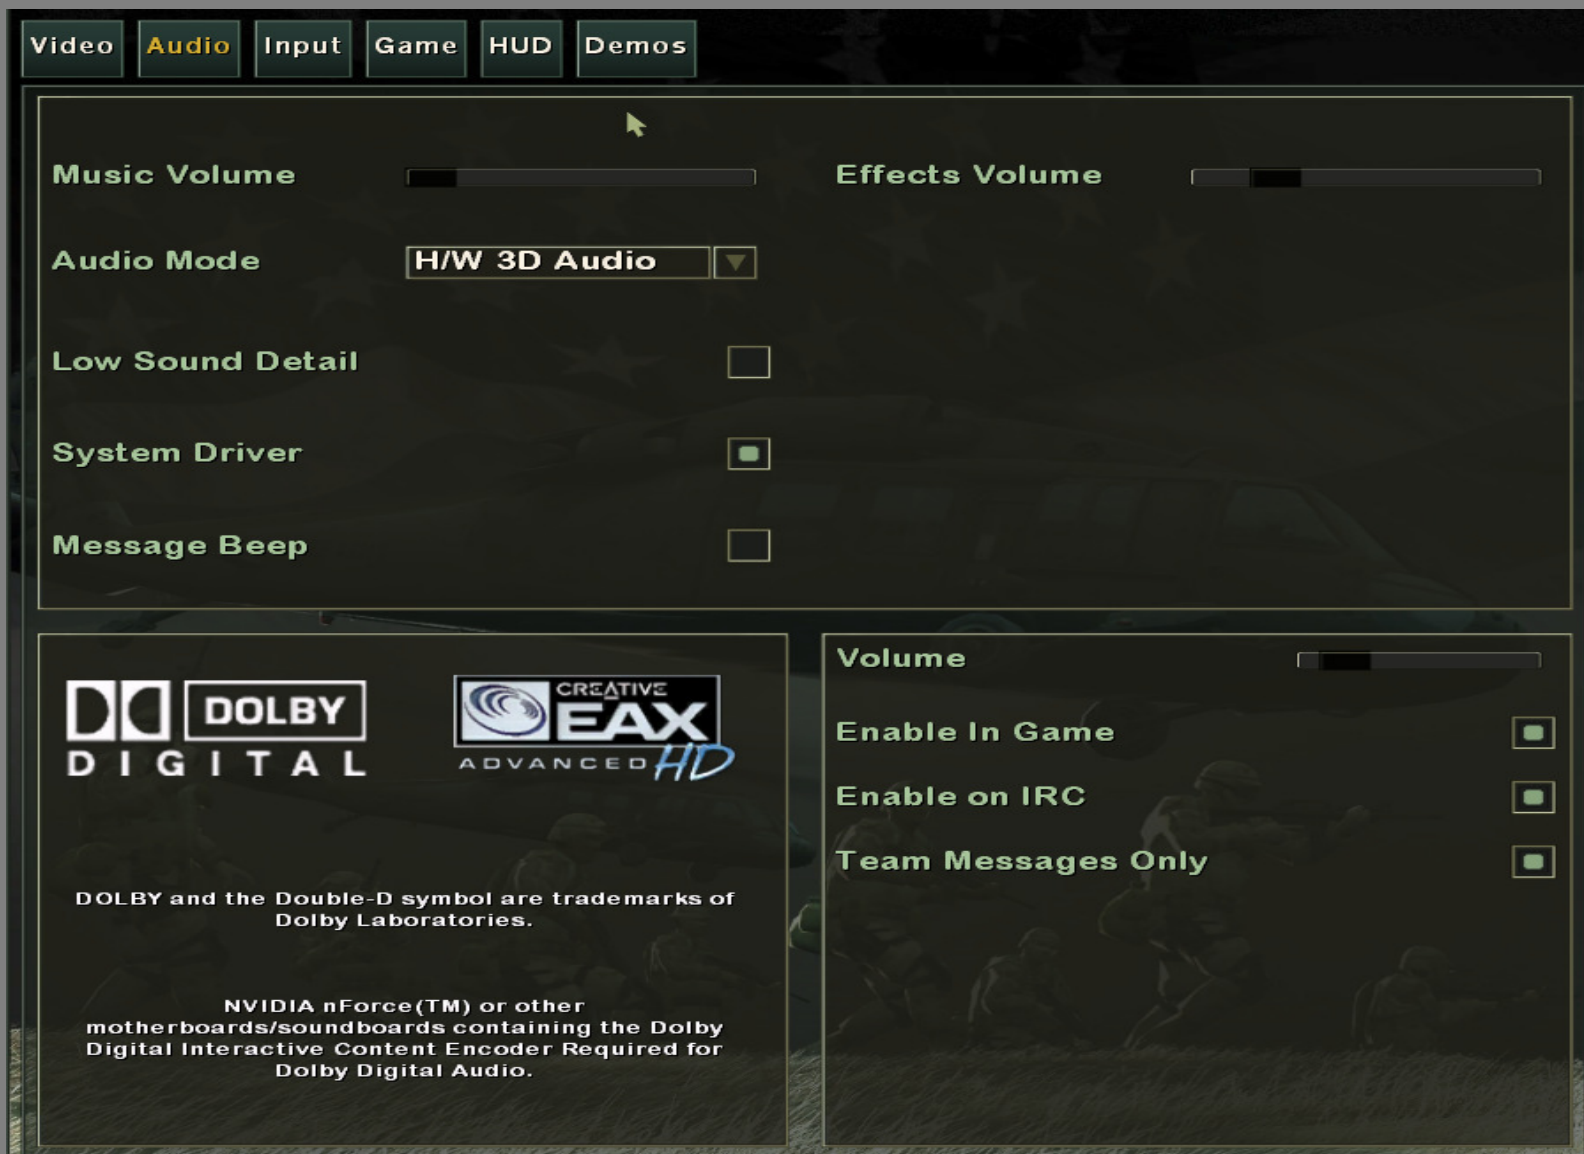 Video Audio Input Game HUD Demos
Music Volume
Effects Volume
Audio Mode
H/W 3D Audio
Low Sound Detail
System Driver
Message Beep
DOLBY
DIGITAL
CREATIVE
EAX
ADVANCED HD
DOLBY and the Double-D symbol are trademarks of
Dolby Laboratories.
NVIDIA nForce(TM) or other
motherboards/soundboards containing the Dolby
Digital Interactive Content Encoder Required for
Dolby Digital Audio.
Volume
Enable In Game
Enable on IRC
Team Messages Only